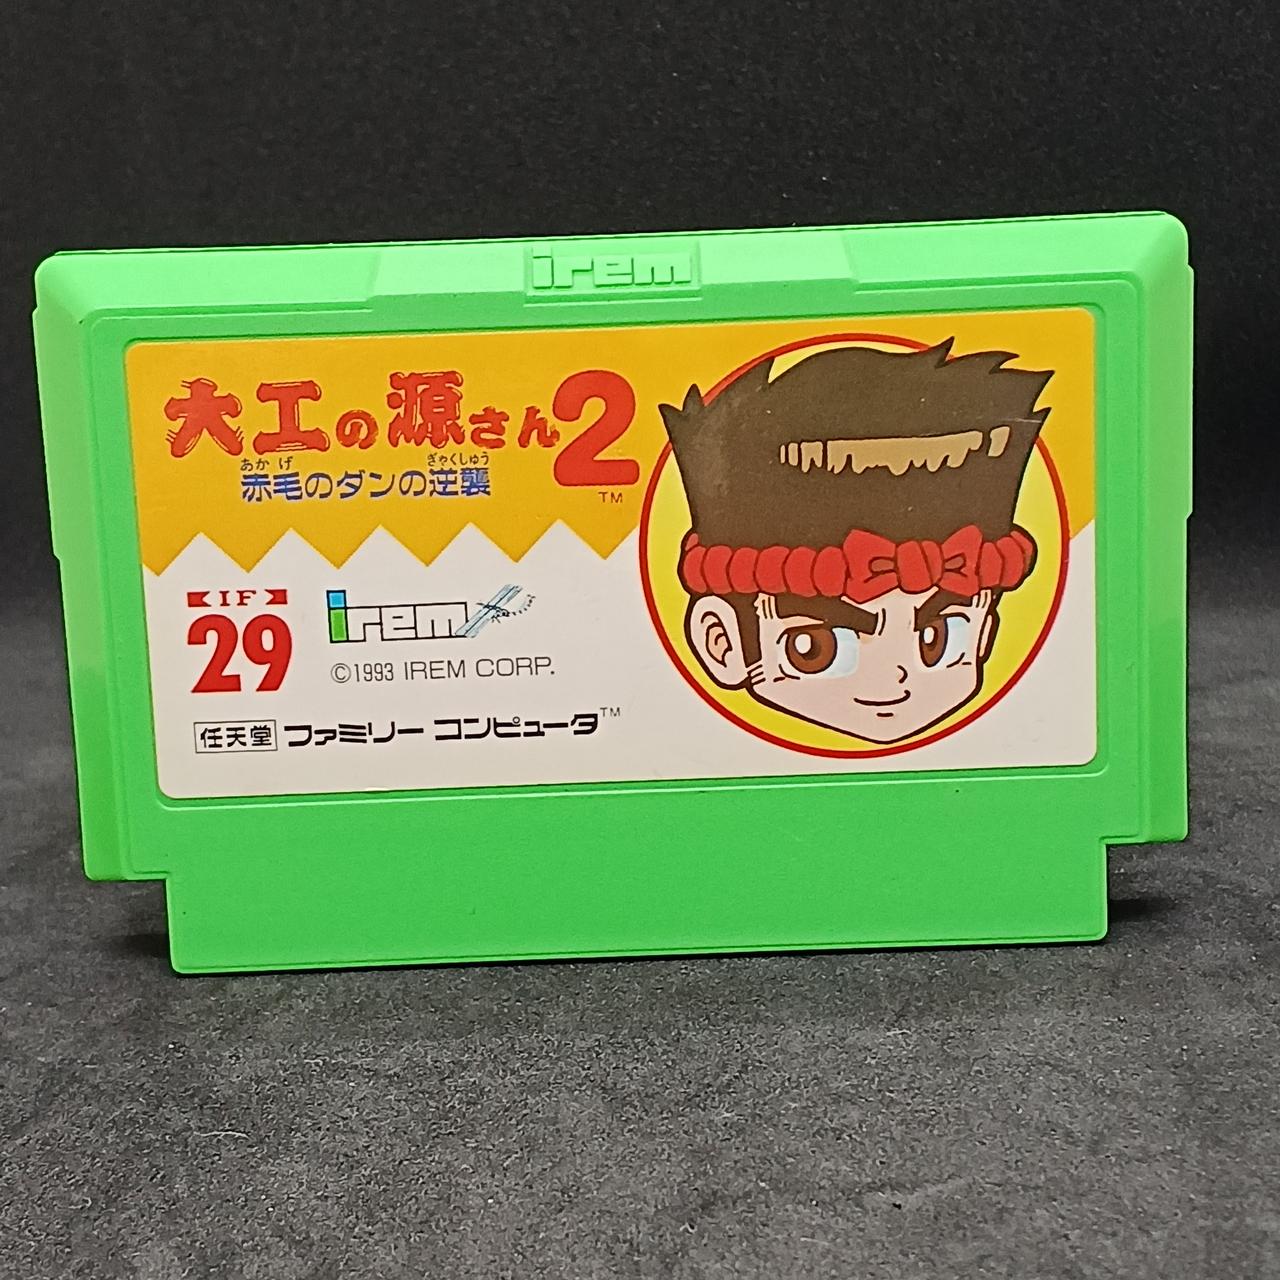 irem
大工の源さん2
TM
あかげ ぎゃくしゅう
赤毛のダンの逆襲
IF
29
irem
©1993 IREM CORP.
任天堂 ファミリーコンピュータ™